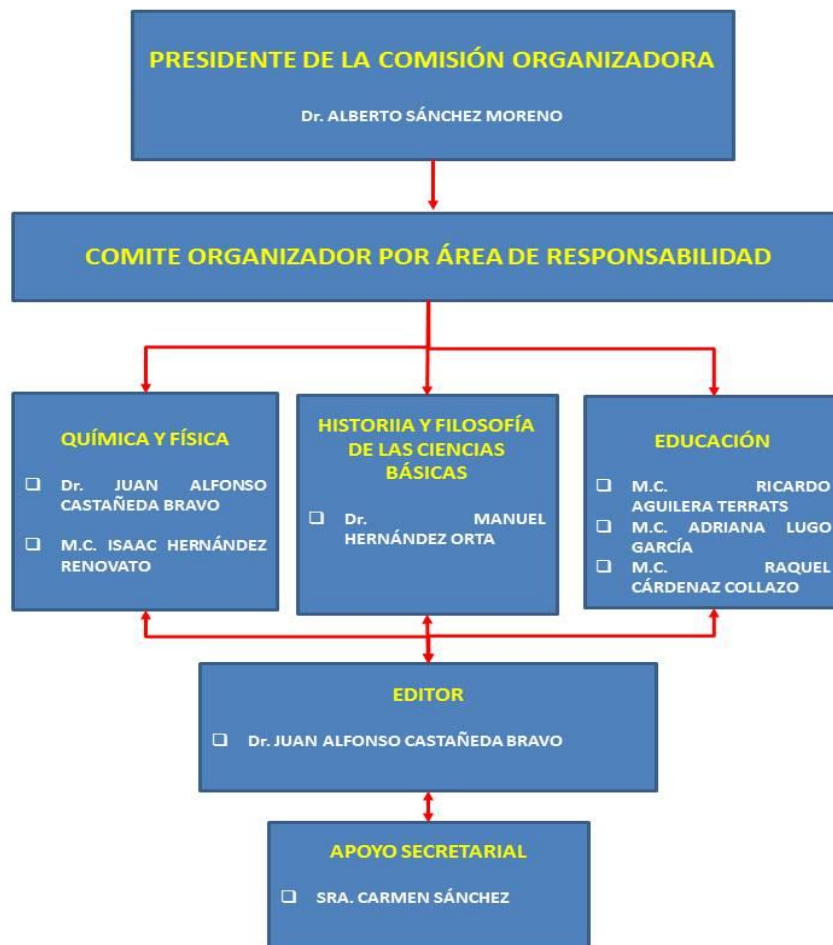 PRESIDENTE DE LA COMISIÓN ORGANIZADORA
Dr. ALBERTO SÁNCHEZ MORENO
COMITE ORGANIZADOR POR ÁREA DE RESPONSABILIDAD
QUÍMICA Y FÍSICA
Dr. JUAN ALFONSO
CASTAÑEDA BRAVO
M.C. ISAAC HERNÁNDEZ
RENOVATO
HISTORIIA Y FILOSOFÍA
DE LAS CIENCIAS
BÁSICAS
Dr. MANUEL
HERNÁNDEZ ORTA
EDUCACIÓN
M.C. RICARDO
AGUILERA TERRATS
M.C. ADRIANA LUGO
GARCÍA
M.C. RAQUEL
CÁRDENAZ COLLAZO
EDITOR
Dr. JUAN ALFONSO CASTAÑEDA BRAVO
APOYO SECRETARIAL
SRA. CARMEN SÁNCHEZ